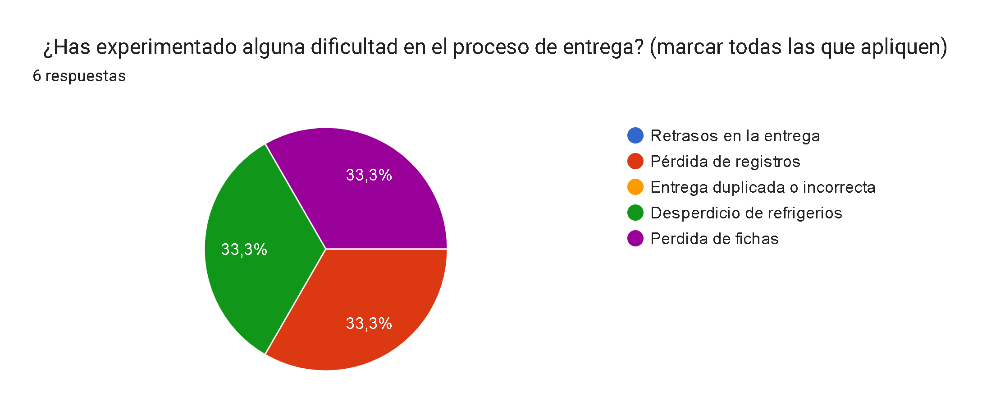 ¿Has experimentado alguna dificultad en el proceso de entrega? (marcar todas las que apliquen)
6 respuestas
33,3%
33,3%
33,3%
Retrasos en la entrega
Pérdida de registros
Entrega duplicada o incorrecta
Desperdicio de refrigerios
Perdida de fichas